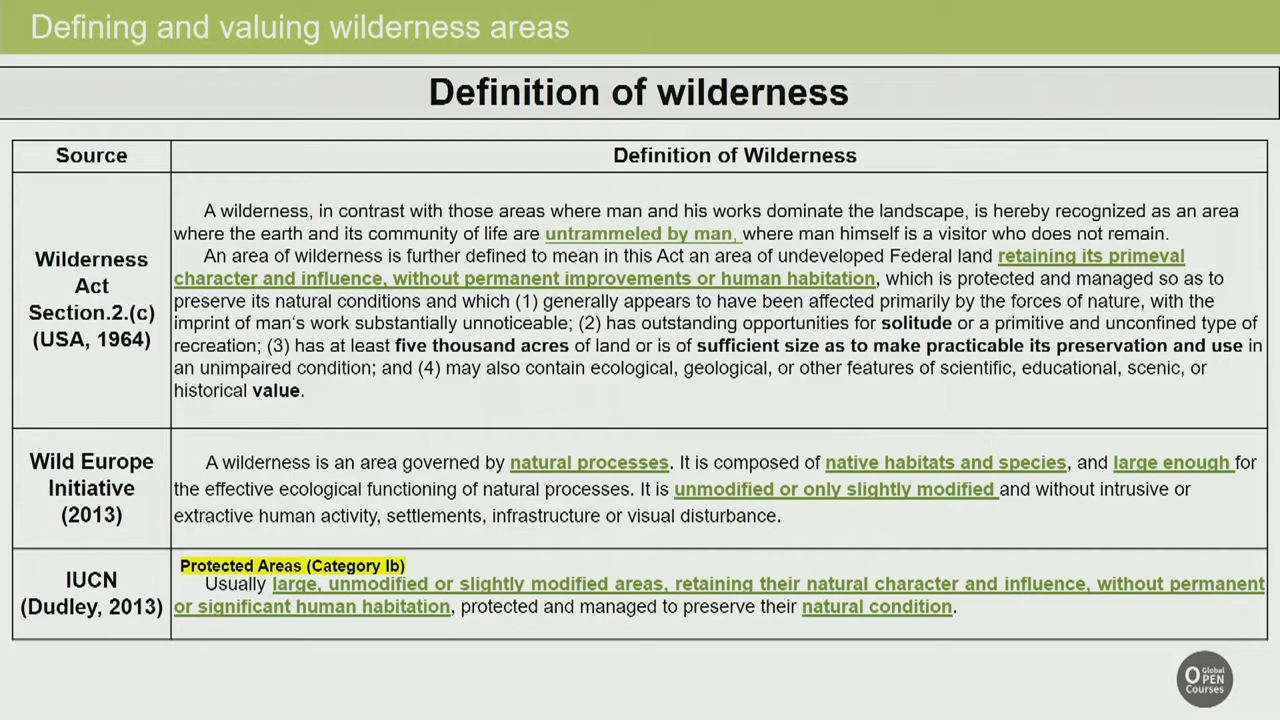 Defining and valuing wilderness areas
Definition of wilderness
Source
Definition of Wilderness
Wilderness
Act
Section.2.(c)
(USA, 1964)
A wilderness, in contrast with those areas where man and his works dominate the landscape, is hereby recognized as an area
where the earth and its community of life are untrammeled by man, where man himself is a visitor who does not remain.
An area of wilderness is further defined to mean in this Act an area of undeveloped Federal land retaining its primeval
character and influence, without permanent improvements or human habitation, which is protected and managed so as to
preserve its natural conditions and which (1) generally appears to have been affected primarily by the forces of nature, with the
imprint of man‘s work substantially unnoticeable; (2) has outstanding opportunities for solitude or a primitive and unconfined type of
recreation; (3) has at least five thousand acres of land or is of sufficient size as to make practicable its preservation and use in
an unimpaired condition; and (4) may also contain ecological, geological, or other features of scientific, educational, scenic, or
historical value.
Wild Europe
Initiative
(2013)
A wilderness is an area governed by natural processes. It is composed of native habitats and species, and large enough for
the effective ecological functioning of natural processes. It is unmodified or only slightly modified and without intrusive or
extractive human activity, settlements, infrastructure or visual disturbance.
IUCN
(Dudley, 2013)
Protected Areas (Category Ib)
Usually large, unmodified or slightly modified areas, retaining their natural character and influence, without permanent
or significant human habitation, protected and managed to preserve their natural condition.
Global
OPEN
Courses